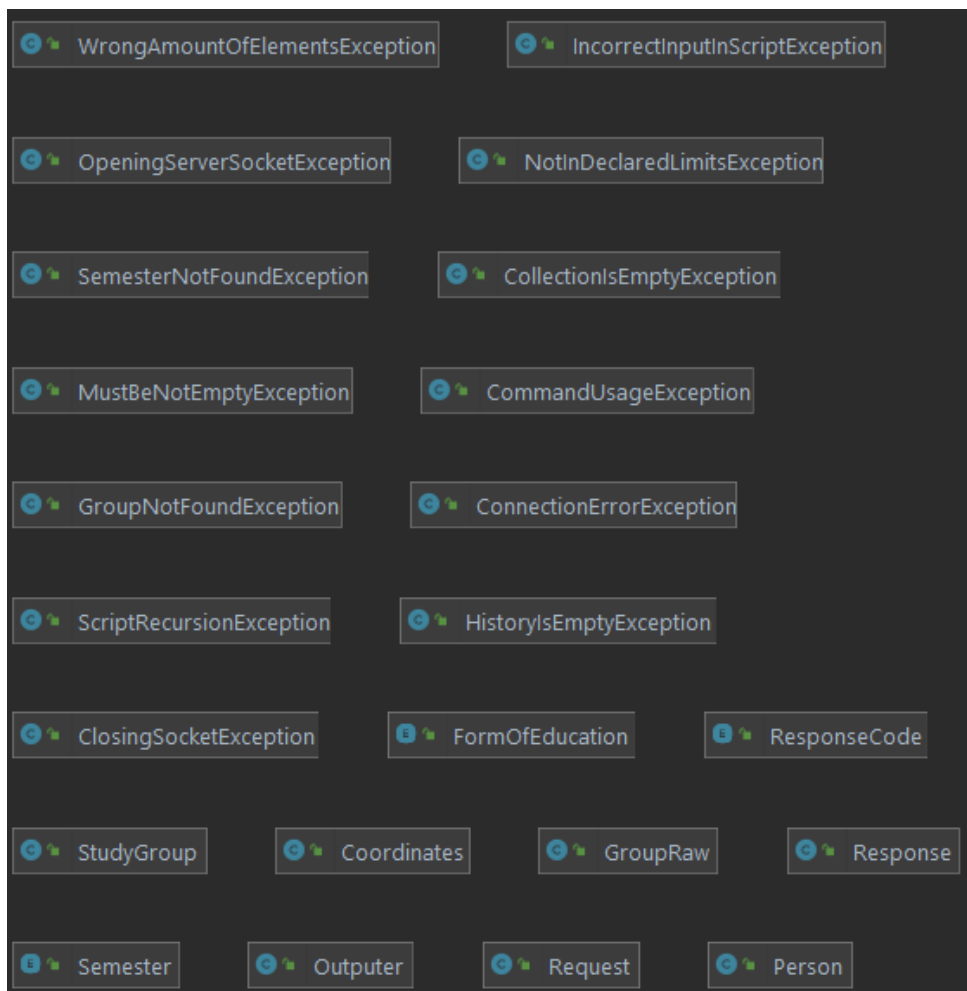 WrongAmountOfElementsException IncorrectInputInScriptException
OpeningServerSocketException NotInDeclaredLimitsException
SemesterNotFoundException CollectionIsEmptyException
MustBeNotEmptyException CommandUsageException
GroupNotFoundException ConnectionErrorException
ScriptRecursionException HistoryIsEmptyException
ClosingSocketException FormOfEducation ResponseCode
StudyGroup Coordinates GroupRaw Response
Semester Outputer Request Person